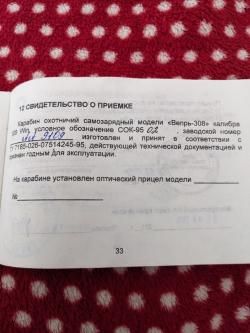 12 СВИДЕТЕЛЬСТВО О ПРИЕМКЕ
Карабин охотничий самозарядный модели «Вепрь-308» калибра
308 Win, условное обозначение СОК-95 02, заводской номер
9109 изготовлен и принят в соответствии с
7185-026-07514245-95, действующей технической документацией и
признан годным Для эксплуатации.
На карабине установлен оптический прицел модели
№
33